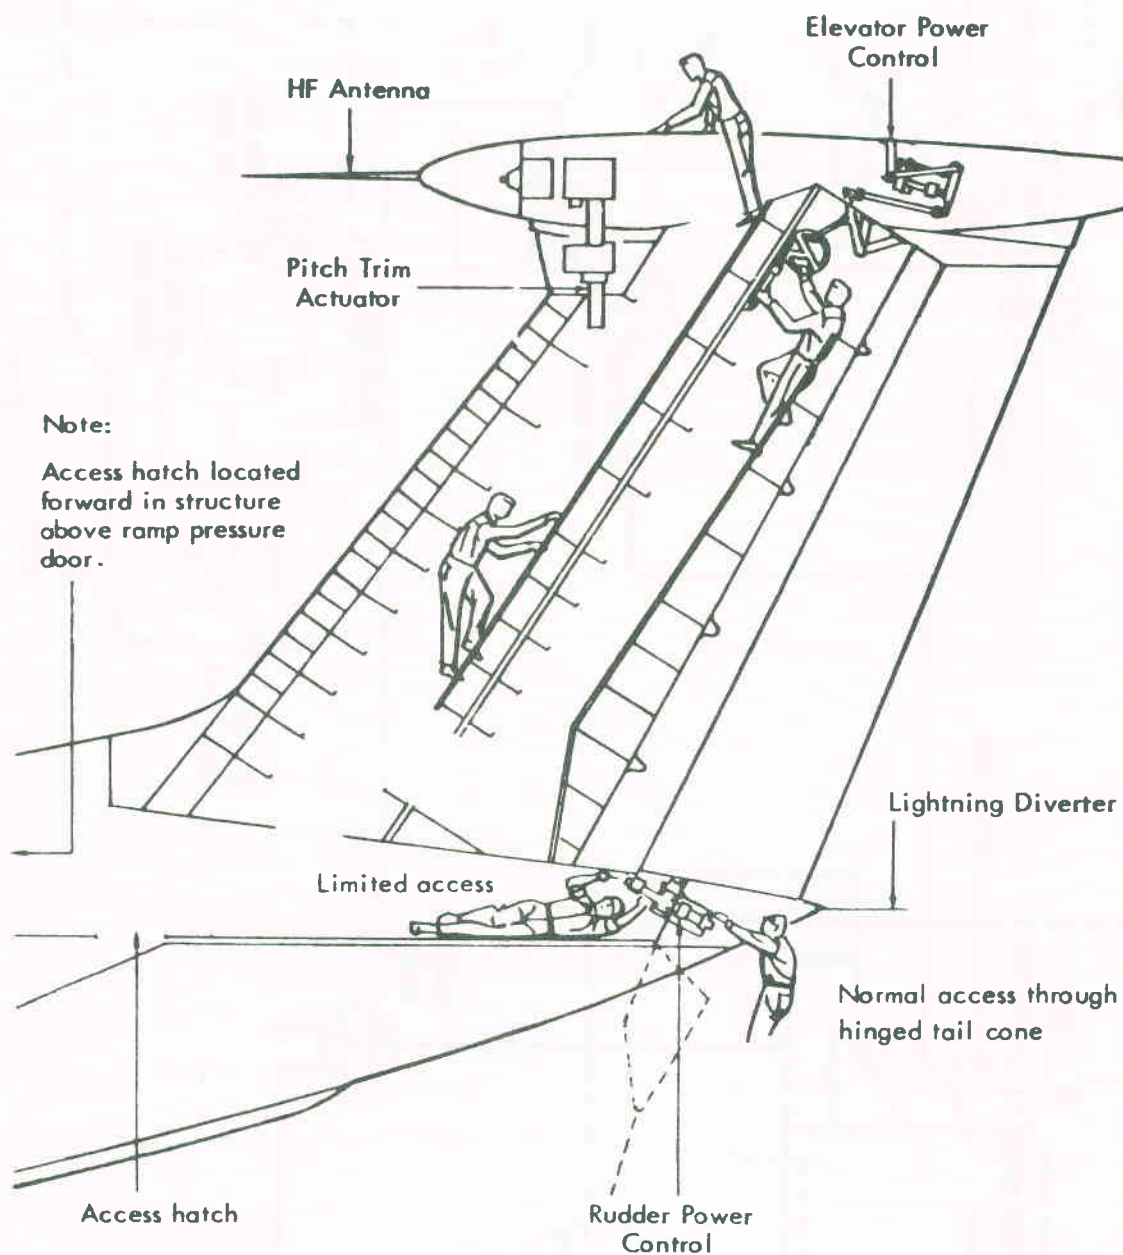 Elevator Power
Control
HF Antenna
Pitch Trim
Actuator
Note:
Access hatch located
forward in structure
above ramp pressure
door.
Lightning Diverter
Limited access
Normal access through
hinged tail cone
Access hatch
Rudder Power
Control